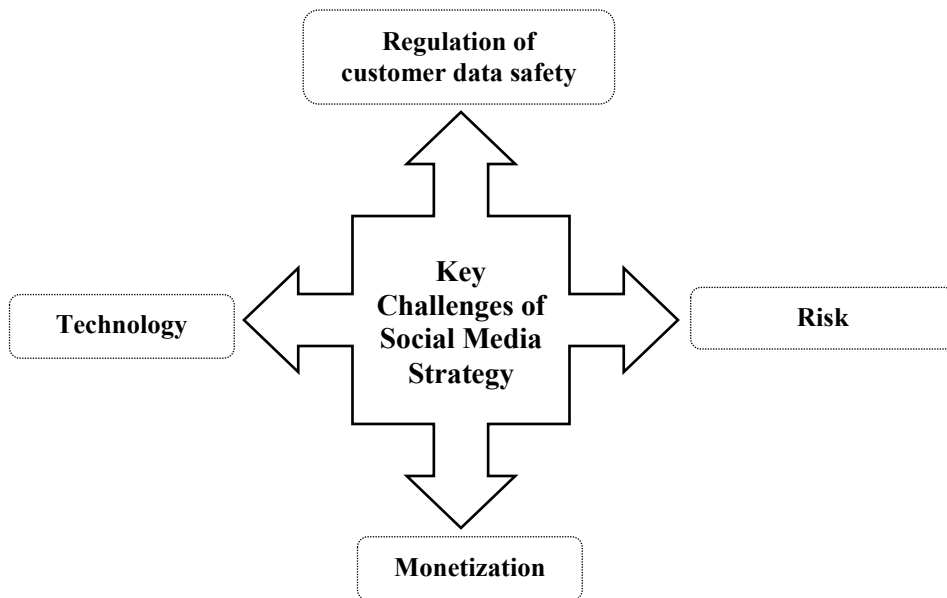 Regulation of
customer data safety
Key
Challenges of
Social Media
Strategy
Technology
Risk
Monetization